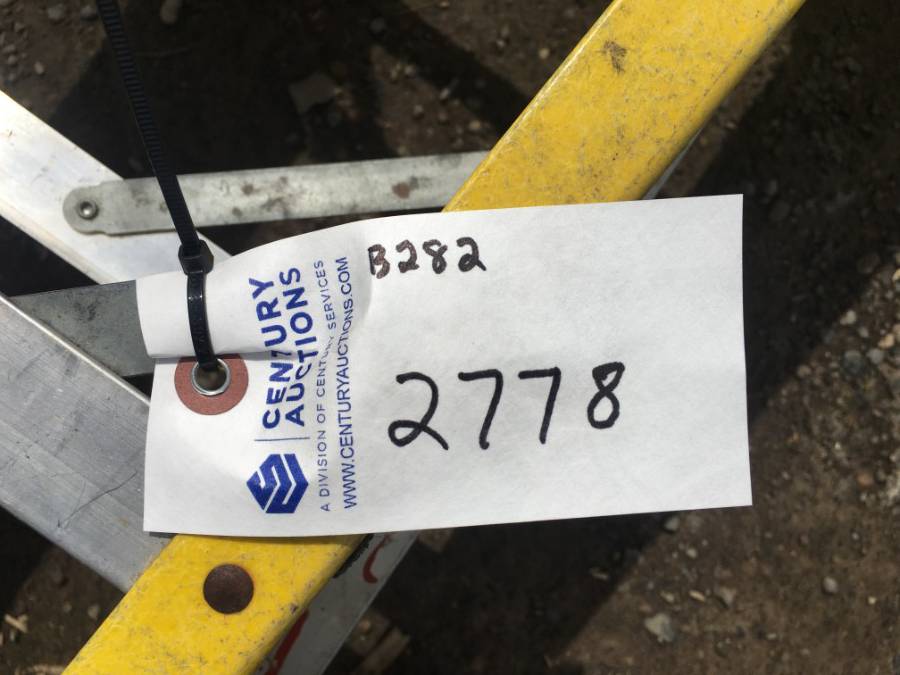 B282
2778
CENTURY
AUCTIONS
A DIVISION OF CENTURY SERVICES
WWW.CENTURYAUCTIONS.COM